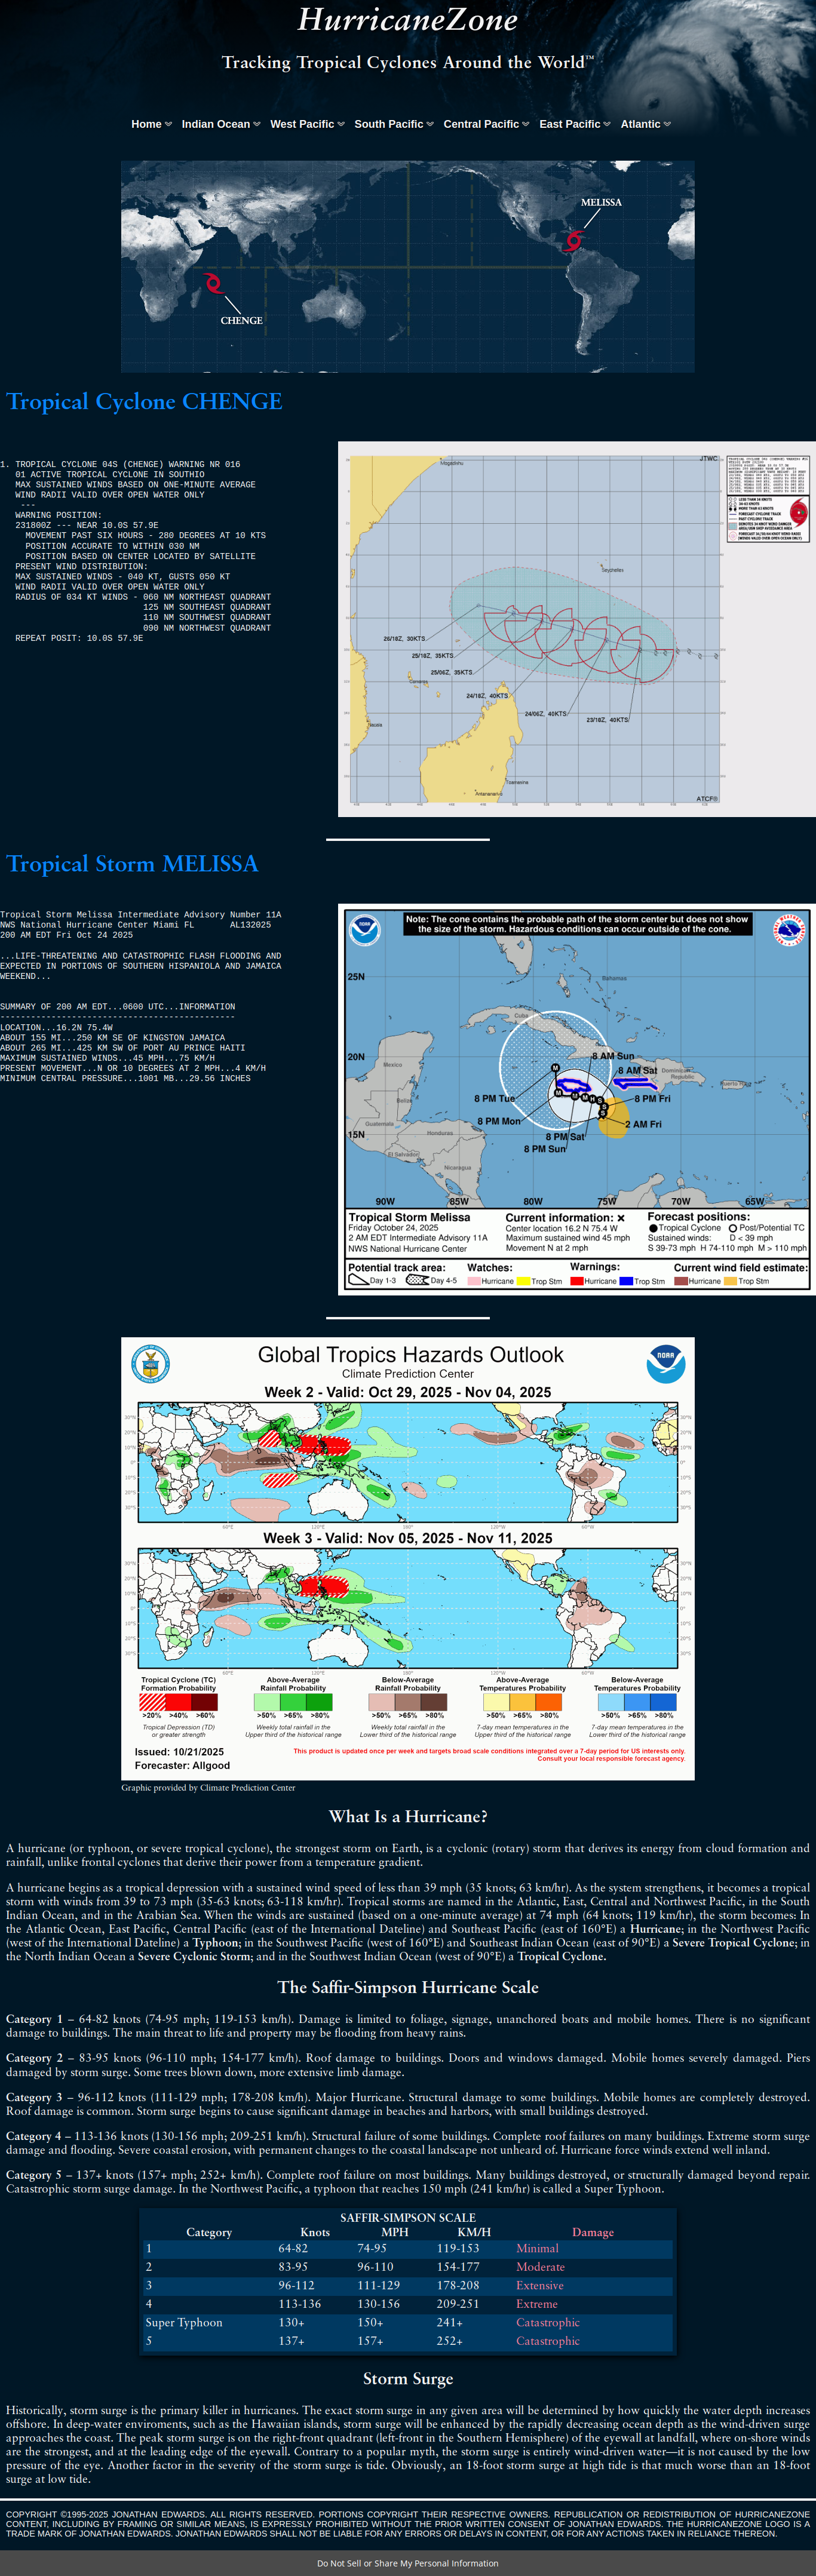 HurricaneZone
Tracking Tropical Cyclones Around the World™
Home Indian Ocean West Pacific South Pacific Central Pacific East Pacific Atlantic
MELISSA
CHENGE
Tropical Cyclone CHENGE
1. TROPICAL CYCLONE 04S (CHENGE) WARNING NR 016
01 ACTIVE TROPICAL CYCLONE IN SOUTHIO
MAX SUSTAINED WINDS BASED ON ONE-MINUTE AVERAGE
WIND RADII VALID OVER OPEN WATER ONLY
---
WARNING POSITION:
231800Z --- NEAR 10.0S 57.9E
MOVEMENT PAST SIX HOURS - 280 DEGREES AT 10 KTS
POSITION ACCURATE TO WITHIN 030 NM
POSITION BASED ON CENTER LOCATED BY SATELLITE
PRESENT WIND DISTRIBUTION:
MAX SUSTAINED WINDS - 040 KT, GUSTS 050 KT
WIND RADII VALID OVER OPEN WATER ONLY
RADIUS OF 034 KT WINDS - 060 NM NORTHEAST QUADRANT
125 NM SOUTHEAST QUADRANT
110 NM SOUTHWEST QUADRANT
090 NM NORTHWEST QUADRANT
REPEAT POSIT: 10.0S 57.9E
JTWC
Mogadishu
Seychelles
26/18Z, 30KTS
25/18Z, 35KTS
25/06Z, 35KTS
Comoros
24/18Z, 40KTS
24/06Z, 40KTS
23/18Z, 40KTS
Nacala
Toamasina
Antananarivo
ATCF®
Tropical Storm MELISSA
Tropical Storm Melissa Intermediate Advisory Number 11A
NWS National Hurricane Center Miami FL AL132025
200 AM EDT Fri Oct 24 2025
...LIFE-THREATENING AND CATASTROPHIC FLASH FLOODING AND
EXPECTED IN PORTIONS OF SOUTHERN HISPANIOLA AND JAMAICA
WEEKEND...
SUMMARY OF 200 AM EDT...0600 UTC...INFORMATION
----------------------------------------------
LOCATION...16.2N 75.4W
ABOUT 155 MI...250 KM SE OF KINGSTON JAMAICA
ABOUT 265 MI...425 KM SW OF PORT AU PRINCE HAITI
MAXIMUM SUSTAINED WINDS...45 MPH...75 KM/H
PRESENT MOVEMENT...N OR 10 DEGREES AT 2 MPH...4 KM/H
MINIMUM CENTRAL PRESSURE...1001 MB...29.56 INCHES
Note: The cone contains the probable path of the storm center but does not show
the size of the storm. Hazardous conditions can occur outside of the cone.
25N
Bahamas
Cuba
20N
8 AM Sun
Mexico
8 AM Sat
Dominican
Republic
Puerto Rico
Belize
8 PM Tue
8 PM Fri
Guatemala
8 PM Mon
2 AM Fri
15N
Honduras
8 PM Sat
El Salvador
8 PM Sun
Nicaragua
90W 85W 80W 75W 70W 65W
Tropical Storm Melissa
Friday October 24, 2025
2 AM EDT Intermediate Advisory 11A
NWS National Hurricane Center
Current information: ×
Center location 16.2 N 75.4 W
Maximum sustained wind 45 mph
Movement N at 2 mph
Forecast positions:
Tropical Cyclone Post/Potential TC
Sustained winds: D < 39 mph
S 39-73 mph H 74-110 mph M > 110 mph
Potential track area:
Day 1-3 Day 4-5
Watches:
Hurricane Trop Stm
Warnings:
Hurricane Trop Stm
Current wind field estimate:
Hurricane Trop Stm
Global Tropics Hazards Outlook
Climate Prediction Center
NOAA
Week 2 - Valid: Oct 29, 2025 - Nov 04, 2025
Week 3 - Valid: Nov 05, 2025 - Nov 11, 2025
Tropical Cyclone (TC)
Formation Probability
>20% >40% >60%
Tropical Depression (TD)
or greater strength
Above-Average
Rainfall Probability
>50% >65% >80%
Weekly total rainfall in the
Upper third of the historical range
Below-Average
Rainfall Probability
>50% >65% >80%
Weekly total rainfall in the
Lower third of the historical range
Above-Average
Temperatures Probability
>50% >65% >80%
7-day mean temperatures in the
Upper third of the historical range
Below-Average
Temperatures Probability
>50% >65% >80%
7-day mean temperatures in the
Lower third of the historical range
Issued: 10/21/2025
Forecaster: Allgood
This product is updated once per week and targets broad scale conditions integrated over a 7-day period for US interests only.
Consult your local responsible forecast agency.
Graphic provided by Climate Prediction Center
What Is a Hurricane?
A hurricane (or typhoon, or severe tropical cyclone), the strongest storm on Earth, is a cyclonic (rotary) storm that derives its energy from cloud formation and
rainfall, unlike frontal cyclones that derive their power from a temperature gradient.
A hurricane begins as a tropical depression with a sustained wind speed of less than 39 mph (35 knots; 63 km/hr). As the system strengthens, it becomes a tropical
storm with winds from 39 to 73 mph (35-63 knots; 63-118 km/hr). Tropical storms are named in the Atlantic, East, Central and Northwest Pacific, in the South
Indian Ocean, and in the Arabian Sea. When the winds are sustained (based on a one-minute average) at 74 mph (64 knots; 119 km/hr), the storm becomes: In
the Atlantic Ocean, East Pacific, Central Pacific (east of the International Dateline) and Southeast Pacific (east of 160°E) a Hurricane; in the Northwest Pacific
(west of the International Dateline) a Typhoon; in the Southwest Pacific (west of 160°E) and Southeast Indian Ocean (east of 90°E) a Severe Tropical Cyclone; in
the North Indian Ocean a Severe Cyclonic Storm; and in the Southwest Indian Ocean (west of 90°E) a Tropical Cyclone.
The Saffir-Simpson Hurricane Scale
Category 1 – 64-82 knots (74-95 mph; 119-153 km/h). Damage is limited to foliage, signage, unanchored boats and mobile homes. There is no significant
damage to buildings. The main threat to life and property may be flooding from heavy rains.
Category 2 – 83-95 knots (96-110 mph; 154-177 km/h). Roof damage to buildings. Doors and windows damaged. Mobile homes severely damaged. Piers
damaged by storm surge. Some trees blown down, more extensive limb damage.
Category 3 – 96-112 knots (111-129 mph; 178-208 km/h). Major Hurricane. Structural damage to some buildings. Mobile homes are completely destroyed.
Roof damage is common. Storm surge begins to cause significant damage in beaches and harbors, with small buildings destroyed.
Category 4 – 113-136 knots (130-156 mph; 209-251 km/h). Structural failure of some buildings. Complete roof failures on many buildings. Extreme storm surge
damage and flooding. Severe coastal erosion, with permanent changes to the coastal landscape not unheard of. Hurricane force winds extend well inland.
Category 5 – 137+ knots (157+ mph; 252+ km/h). Complete roof failure on most buildings. Many buildings destroyed, or structurally damaged beyond repair.
Catastrophic storm surge damage. In the Northwest Pacific, a typhoon that reaches 150 mph (241 km/hr) is called a Super Typhoon.
SAFFIR-SIMPSON SCALE
Category Knots MPH KM/H Damage
1 64-82 74-95 119-153 Minimal
2 83-95 96-110 154-177 Moderate
3 96-112 111-129 178-208 Extensive
4 113-136 130-156 209-251 Extreme
Super Typhoon 130+ 150+ 241+ Catastrophic
5 137+ 157+ 252+ Catastrophic
Storm Surge
Historically, storm surge is the primary killer in hurricanes. The exact storm surge in any given area will be determined by how quickly the water depth increases
offshore. In deep-water enviroments, such as the Hawaiian islands, storm surge will be enhanced by the rapidly decreasing ocean depth as the wind-driven surge
approaches the coast. The peak storm surge is on the right-front quadrant (left-front in the Southern Hemisphere) of the eyewall at landfall, where on-shore winds
are the strongest, and at the leading edge of the eyewall. Contrary to a popular myth, the storm surge is entirely wind-driven water—it is not caused by the low
pressure of the eye. Another factor in the severity of the storm surge is tide. Obviously, an 18-foot storm surge at high tide is that much worse than an 18-foot
surge at low tide.
COPYRIGHT ©1995-2025 JONATHAN EDWARDS. ALL RIGHTS RESERVED. PORTIONS COPYRIGHT THEIR RESPECTIVE OWNERS. REPUBLICATION OR REDISTRIBUTION OF HURRICANEZONE
CONTENT, INCLUDING BY FRAMING OR SIMILAR MEANS, IS EXPRESSLY PROHIBITED WITHOUT THE PRIOR WRITTEN CONSENT OF JONATHAN EDWARDS. THE HURRICANEZONE LOGO IS A
TRADE MARK OF JONATHAN EDWARDS. JONATHAN EDWARDS SHALL NOT BE LIABLE FOR ANY ERRORS OR DELAYS IN CONTENT, OR FOR ANY ACTIONS TAKEN IN RELIANCE THEREON.
Do Not Sell or Share My Personal Information